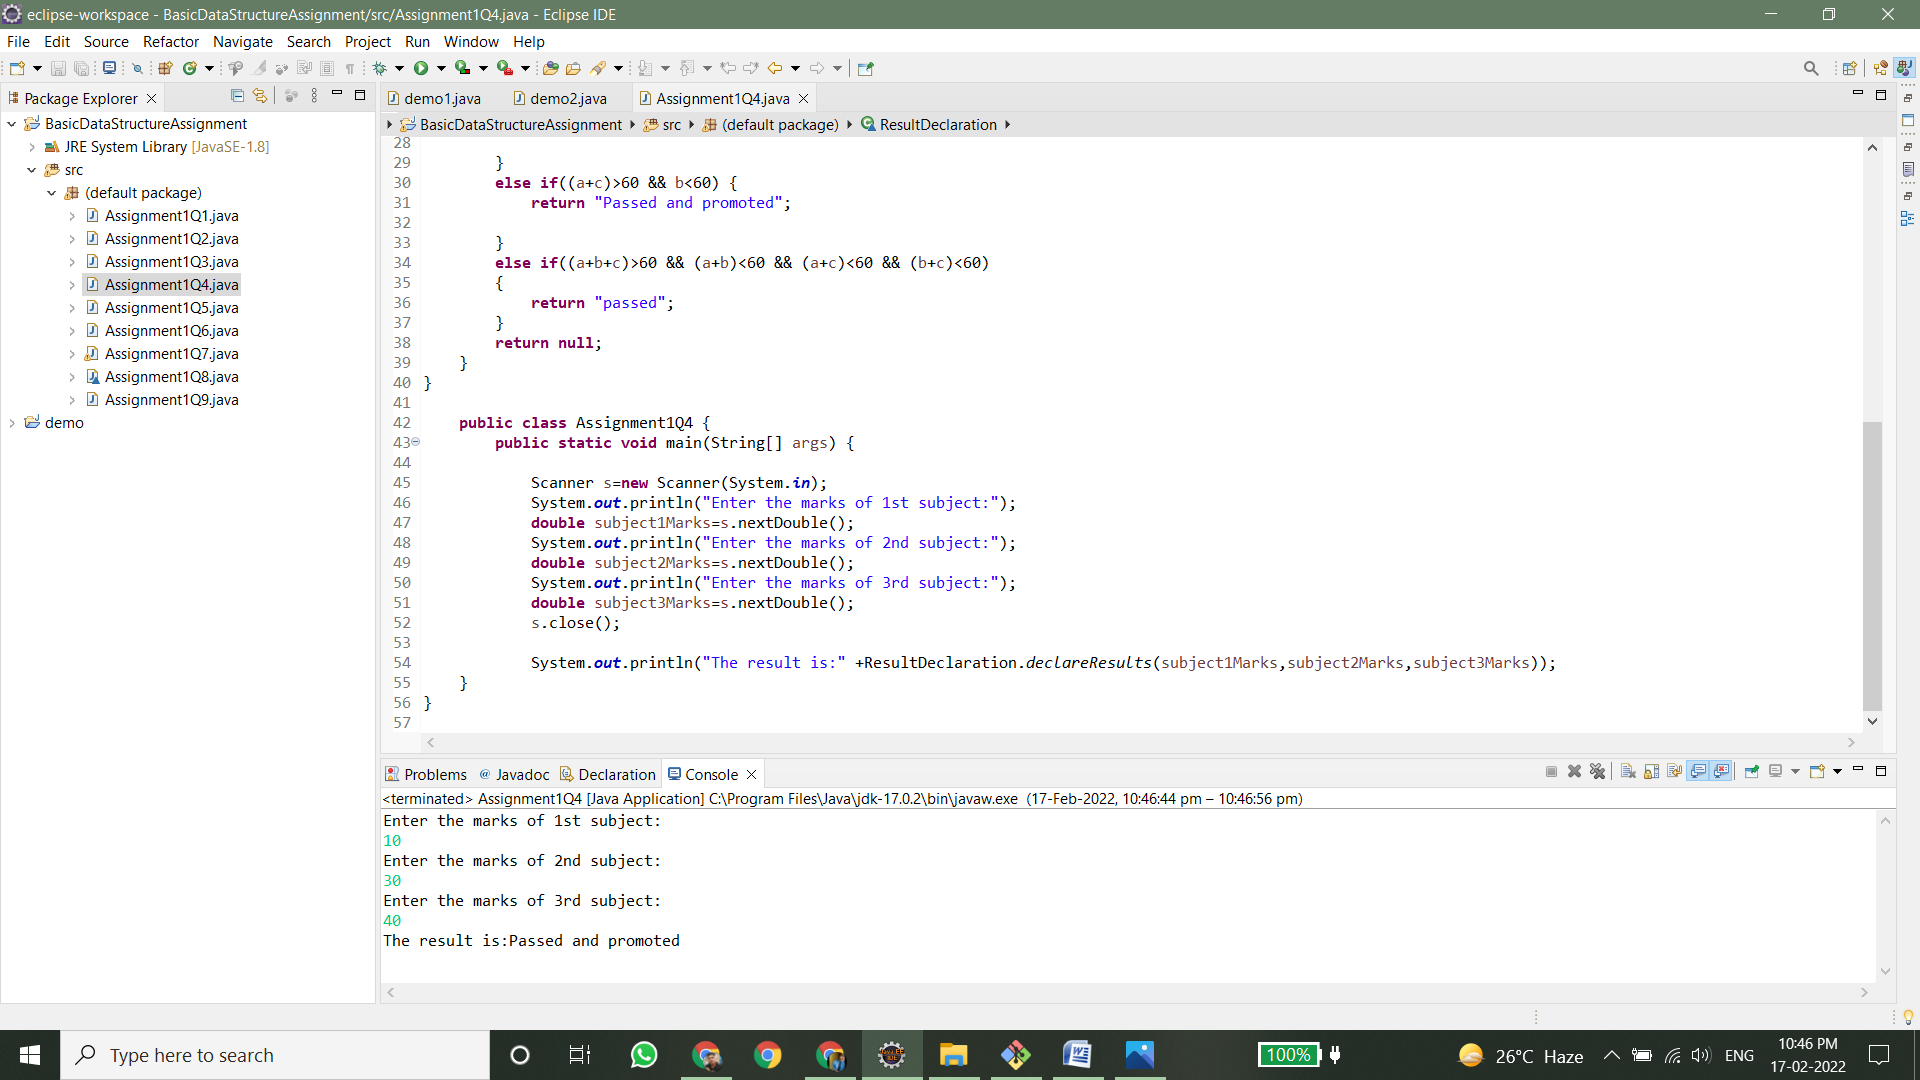 eclipse-workspace - BasicDataStructureAssignment/src/Assignment1Q4.java - Eclipse IDE
File Edit Source Refactor Navigate Search Project Run Window Help
Package Explorer
BasicDataStructureAssignment
JRE System Library [JavaSE-1.8]
src
(default package)
Assignment1Q1.java
Assignment1Q2.java
Assignment1Q3.java
Assignment1Q4.java
Assignment1Q5.java
Assignment1Q6.java
Assignment1Q7.java
Assignment1Q8.java
Assignment1Q9.java
demo
demo1.java demo2.java Assignment1Q4.java
BasicDataStructureAssignment src (default package) ResultDeclaration
28
29 }
30 else if((a+c)>60 && b<60) {
31 return "Passed and promoted";
32
33 }
34 else if((a+b+c)>60 && (a+b)<60 && (a+c)<60 && (b+c)<60)
35 {
36 return "passed";
37 }
38 return null;
39 }
40 }
41
42 public class Assignment1Q4 {
43 public static void main(String[] args) {
44
45 Scanner s=new Scanner(System.in);
46 System.out.println("Enter the marks of 1st subject:");
47 double subject1Marks=s.nextDouble();
48 System.out.println("Enter the marks of 2nd subject:");
49 double subject2Marks=s.nextDouble();
50 System.out.println("Enter the marks of 3rd subject:");
51 double subject3Marks=s.nextDouble();
52 s.close();
53
54 System.out.println("The result is:" +ResultDeclaration.declareResults(subject1Marks,subject2Marks,subject3Marks));
55 }
56 }
57
Problems Javadoc Declaration Console
<terminated> Assignment1Q4 [Java Application] C:\Program Files\Java\jdk-17.0.2\bin\javaw.exe (17-Feb-2022, 10:46:44 pm – 10:46:56 pm)
Enter the marks of 1st subject:
10
Enter the marks of 2nd subject:
30
Enter the marks of 3rd subject:
40
The result is:Passed and promoted
Type here to search
100%
26°C Haze
ENG
10:46 PM
17-02-2022